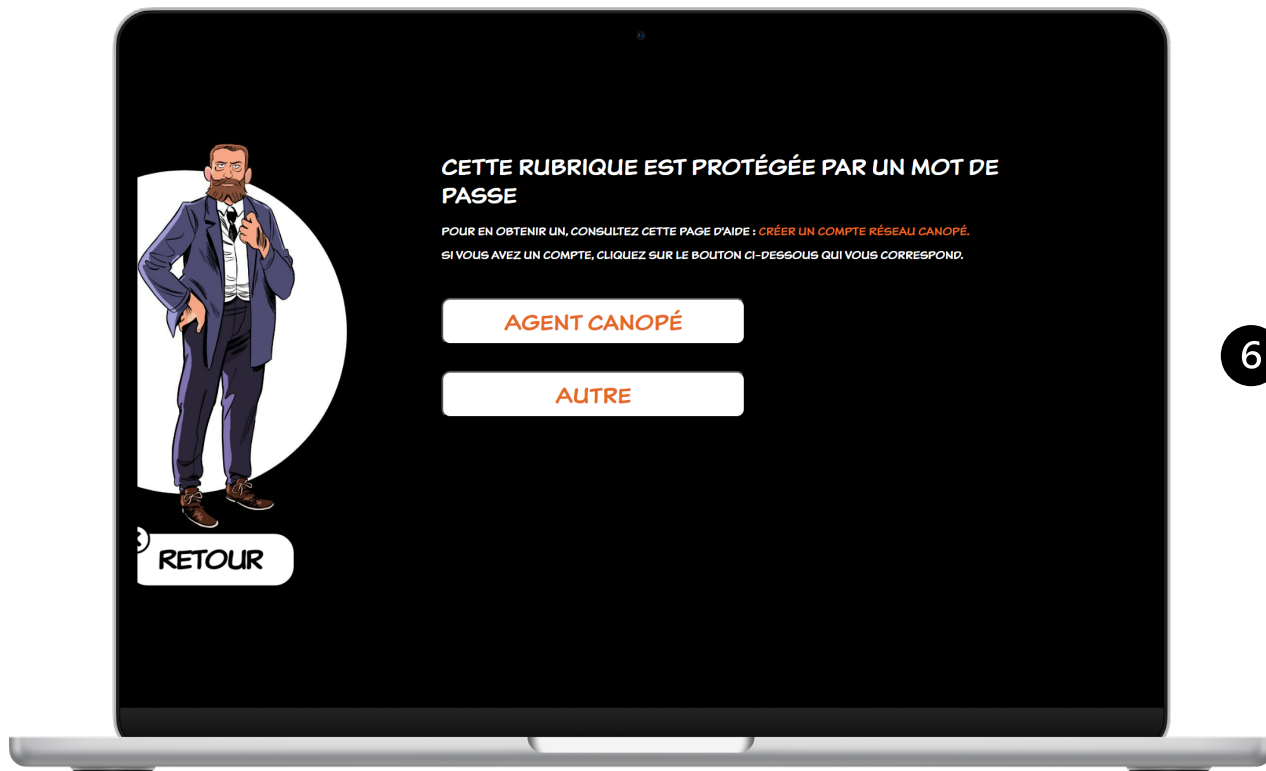 CETTE RUBRIQUE EST PROTÉGÉE PAR UN MOT DE
PASSE
POUR EN OBTENIR UN, CONSULTEZ CETTE PAGE D'AIDE : CRÉER UN COMPTE RÉSEAU CANOPÉ.
SI VOUS AVEZ UN COMPTE, CLIQUEZ SUR LE BOUTON CI-DESSOUS QUI VOUS CORRESPOND.
AGENT CANOPÉ
AUTRE
6
RETOUR